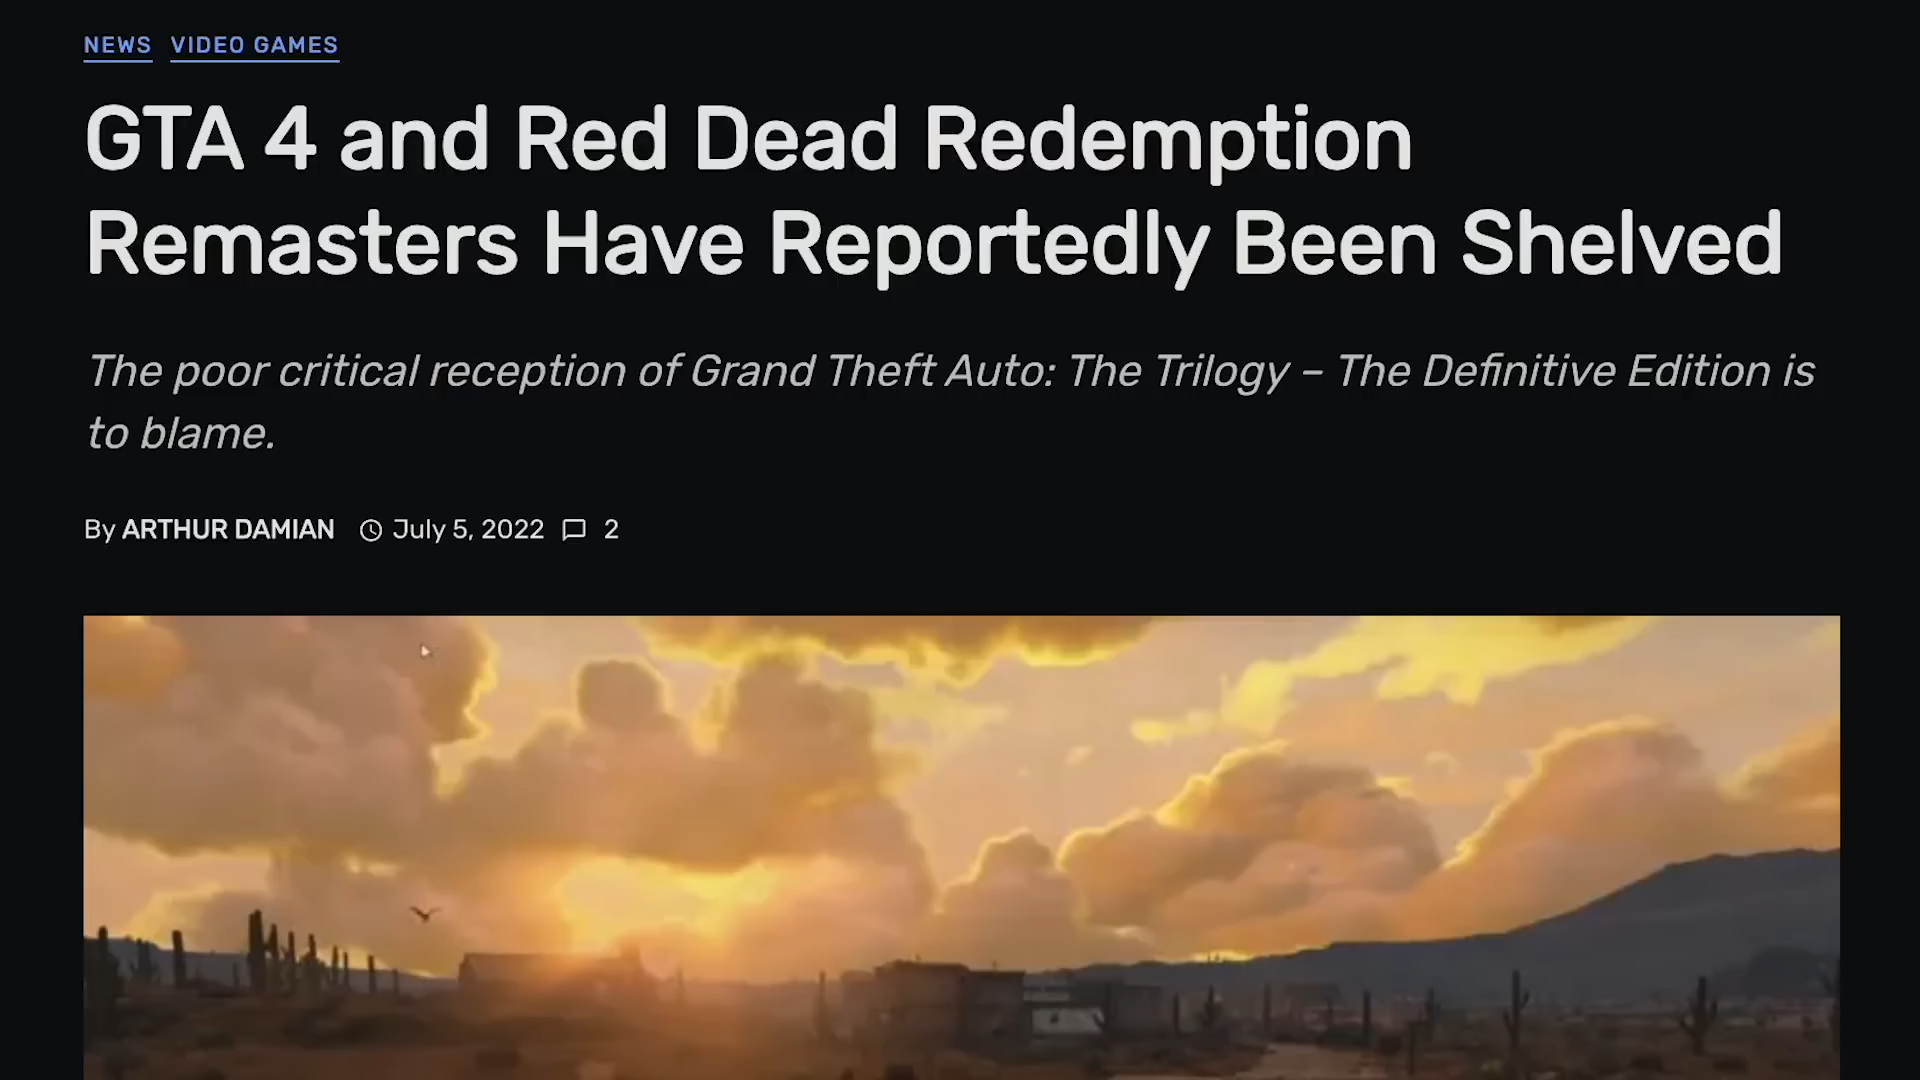 NEWS VIDEO GAMES
GTA 4 and Red Dead Redemption
Remasters Have Reportedly Been Shelved
The poor critical reception of Grand Theft Auto: The Trilogy – The Definitive Edition is
to blame.
By ARTHUR DAMIAN July 5, 2022 2